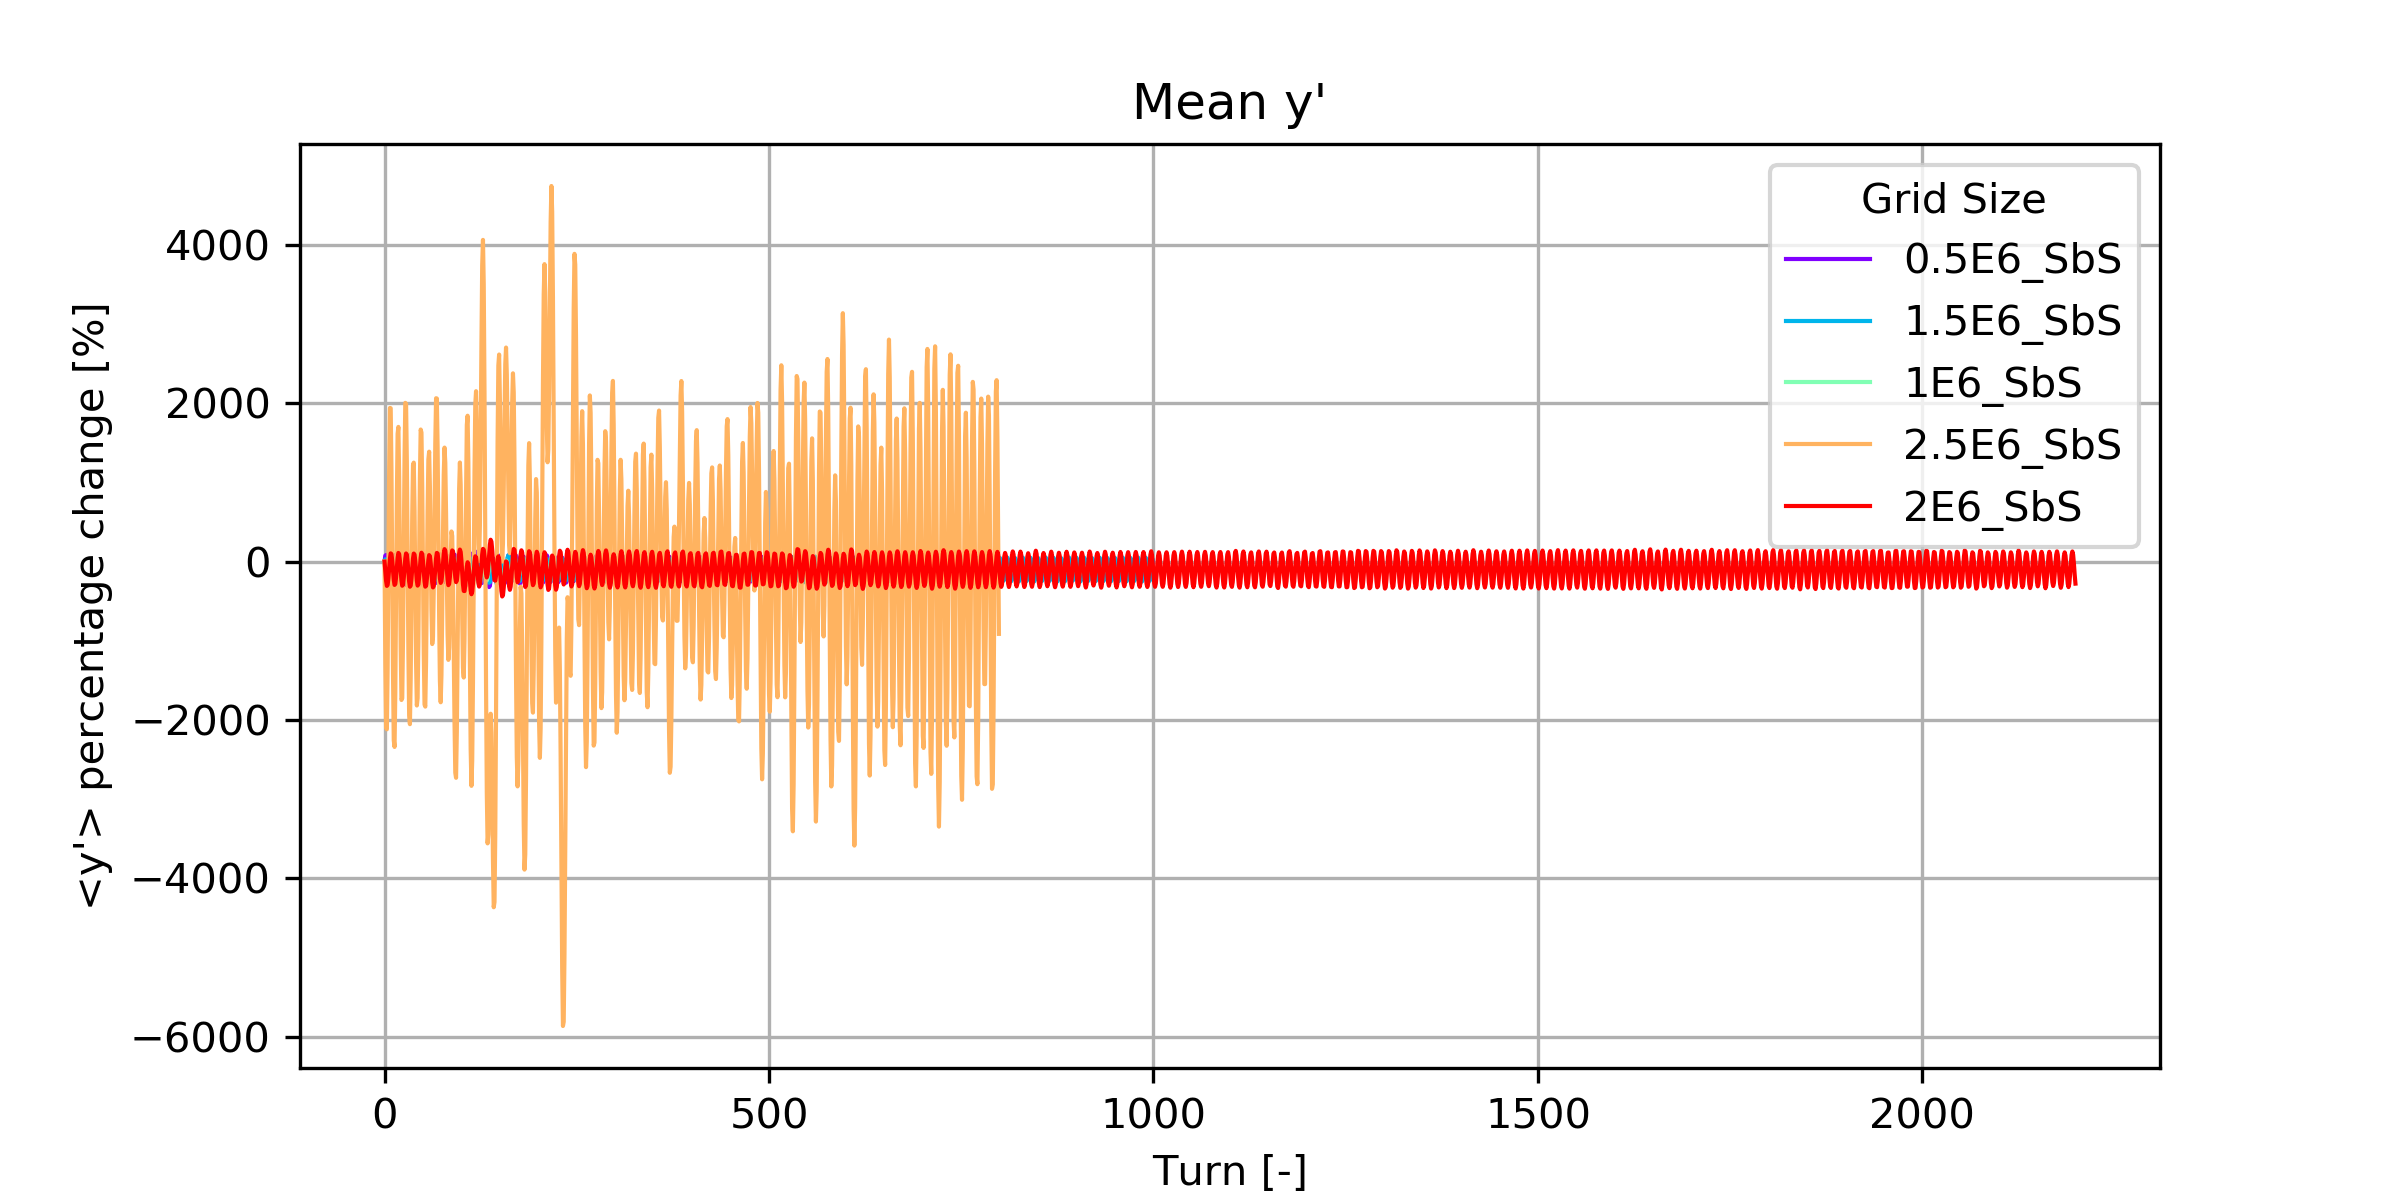 Mean y'
<y'> percentage change [%]
4000
2000
0
−2000
−4000
−6000
Grid Size
0.5E6_SbS
1.5E6_SbS
1E6_SbS
2.5E6_SbS
2E6_SbS
0 500 1000 1500 2000
Turn [-]